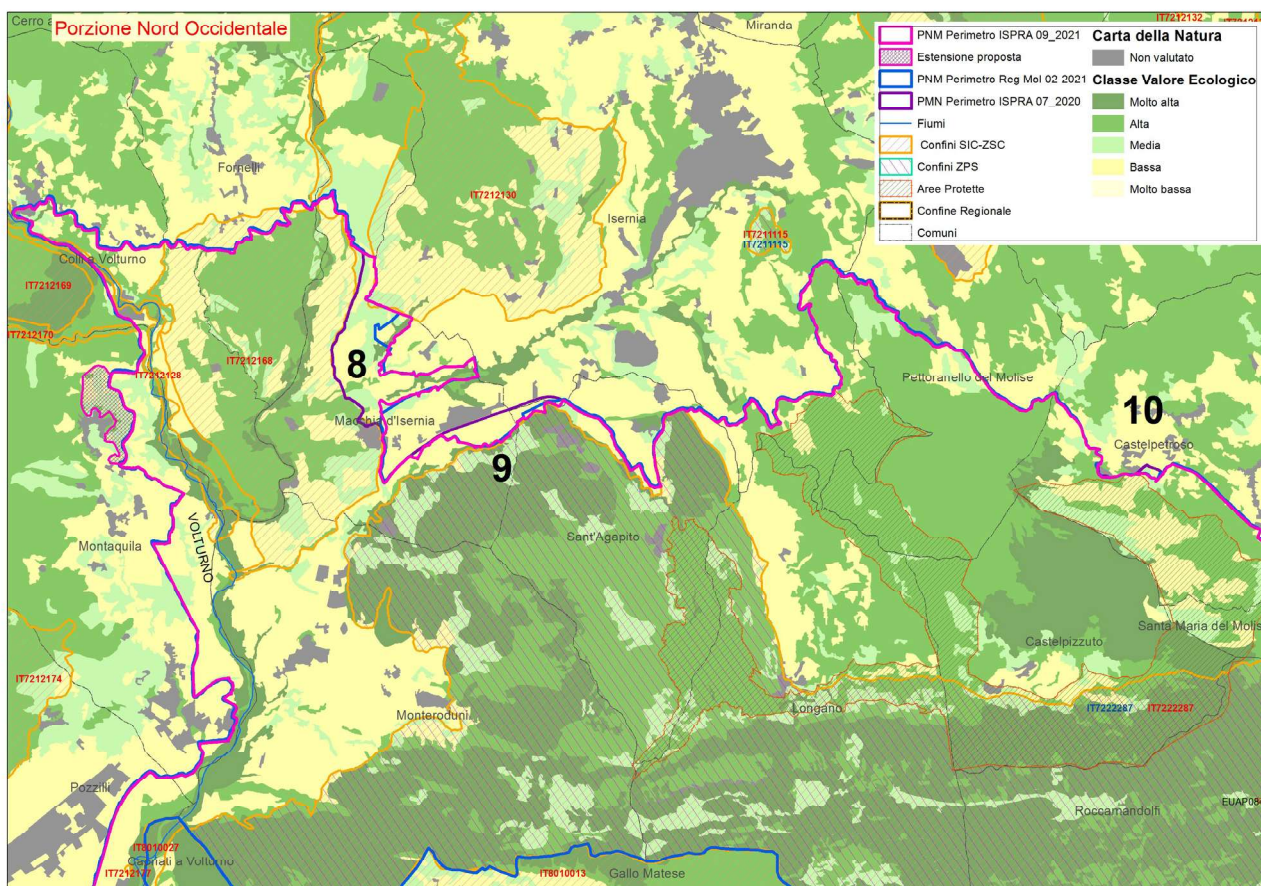 Porzione Nord Occidentale
Cerro a
Miranda
IT7212132
PNM Perimetro ISPRA 09_2021
Estensione proposta
PNM Perimetro Reg Mol 02 2021
PMN Perimetro ISPRA 07_2020
Fiumi
Confini SIC-ZSC
Confini ZPS
Aree Protette
Confine Regionale
Comuni
Carta della Natura
Non valutato
Classe Valore Ecologico
Molto alta
Alta
Media
Bassa
Molto bassa
Fornelli
IT7212130
Isernia
IT7211115
IT7211115
Colli a Volturno
IT7212169
IT7212170
IT7212168
IT7212128
8
Pettoranello del Molise
Macchia d'Isernia
10
Castelpetroso
9
Sant'Agapito
Montaquila
VOLTURNO
Castelpizzuto
Santa Maria del Molis
IT7212174
Monteroduni
Longano
IT7222287
IT7222287
Pozzilli
Roccamandolfi
EUAP084
IT8010027
IT7212177
IT8010013
Gallo Matese